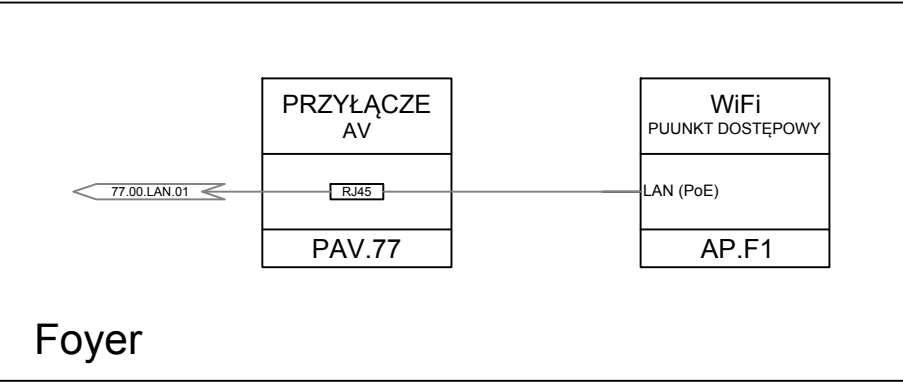 PRZYŁĄCZE
AV
WiFi
PUUNKT DOSTĘPOWY
77.00.LAN.01
RJ45
LAN (PoE)
PAV.77
AP.F1
Foyer